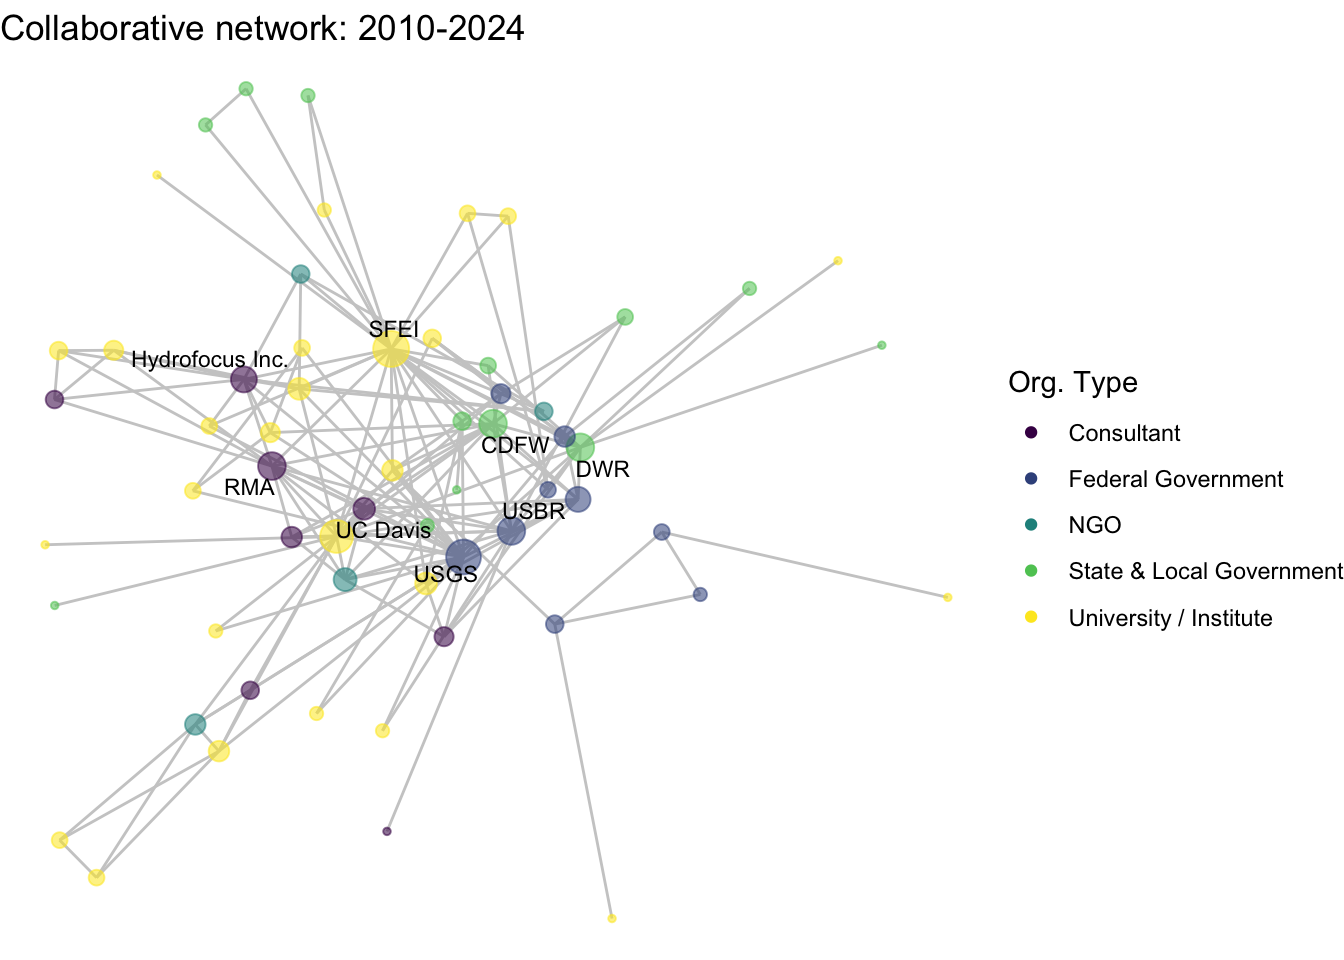 Collaborative network: 2010-2024
SFEI
Hydrofocus Inc.
CDFW
DWR
RMA
USBR
UC Davis
USGS
Org. Type
Consultant
Federal Government
NGO
State & Local Government
University / Institute